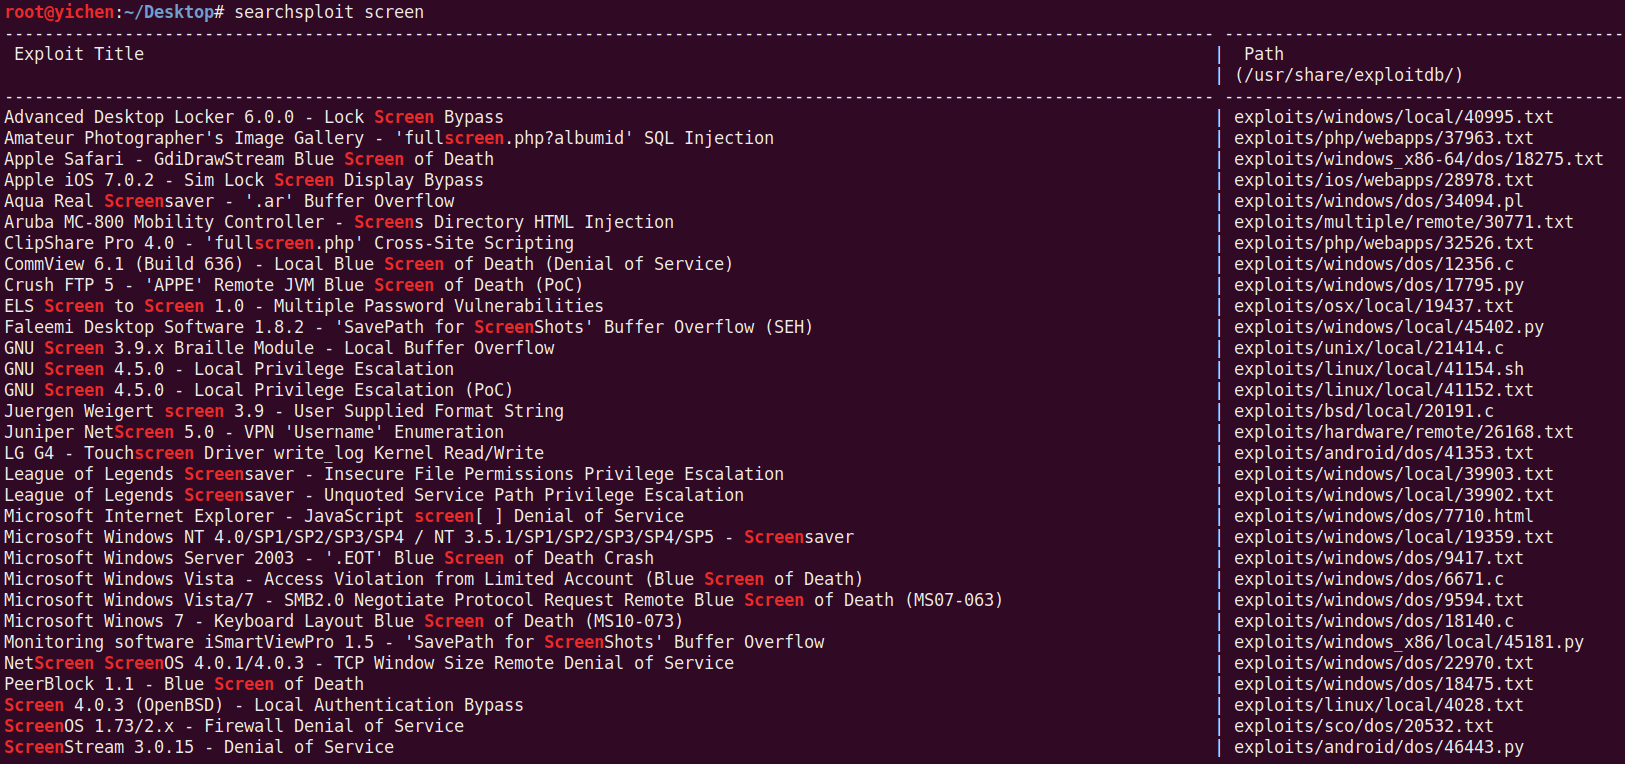 root@yichen:~/Desktop# searchsploit screen
------------------------------------------------------------------------------------------------------------------------- ----------------------------------------
 Exploit Title | Path
 | (/usr/share/exploitdb/)
------------------------------------------------------------------------------------------------------------------------- ----------------------------------------
Advanced Desktop Locker 6.0.0 - Lock Screen Bypass | exploits/windows/local/40995.txt
Amateur Photographer's Image Gallery - 'fullscreen.php?albumid' SQL Injection | exploits/php/webapps/37963.txt
Apple Safari - GdiDrawStream Blue Screen of Death | exploits/windows_x86-64/dos/18275.txt
Apple iOS 7.0.2 - Sim Lock Screen Display Bypass | exploits/ios/webapps/28978.txt
Aqua Real Screensaver - '.ar' Buffer Overflow | exploits/windows/dos/34094.pl
Aruba MC-800 Mobility Controller - Screens Directory HTML Injection | exploits/multiple/remote/30771.txt
ClipShare Pro 4.0 - 'fullscreen.php' Cross-Site Scripting | exploits/php/webapps/32526.txt
CommView 6.1 (Build 636) - Local Blue Screen of Death (Denial of Service) | exploits/windows/dos/12356.c
Crush FTP 5 - 'APPE' Remote JVM Blue Screen of Death (PoC) | exploits/windows/dos/17795.py
ELS Screen to Screen 1.0 - Multiple Password Vulnerabilities | exploits/osx/local/19437.txt
Faleemi Desktop Software 1.8.2 - 'SavePath for ScreenShots' Buffer Overflow (SEH) | exploits/windows/local/45402.py
GNU Screen 3.9.x Braille Module - Local Buffer Overflow | exploits/unix/local/21414.c
GNU Screen 4.5.0 - Local Privilege Escalation | exploits/linux/local/41154.sh
GNU Screen 4.5.0 - Local Privilege Escalation (PoC) | exploits/linux/local/41152.txt
Juergen Weigert screen 3.9 - User Supplied Format String | exploits/bsd/local/20191.c
Juniper NetScreen 5.0 - VPN 'Username' Enumeration | exploits/hardware/remote/26168.txt
LG G4 - Touchscreen Driver write_log Kernel Read/Write | exploits/android/dos/41353.txt
League of Legends Screensaver - Insecure File Permissions Privilege Escalation | exploits/windows/local/39903.txt
League of Legends Screensaver - Unquoted Service Path Privilege Escalation | exploits/windows/local/39902.txt
Microsoft Internet Explorer - JavaScript screen[ ] Denial of Service | exploits/windows/dos/7710.html
Microsoft Windows NT 4.0/SP1/SP2/SP3/SP4 / NT 3.5.1/SP1/SP2/SP3/SP4/SP5 - Screensaver | exploits/windows/local/19359.txt
Microsoft Windows Server 2003 - '.EOT' Blue Screen of Death Crash | exploits/windows/dos/9417.txt
Microsoft Windows Vista - Access Violation from Limited Account (Blue Screen of Death) | exploits/windows/dos/6671.c
Microsoft Windows Vista/7 - SMB2.0 Negotiate Protocol Request Remote Blue Screen of Death (MS07-063) | exploits/windows/dos/9594.txt
Microsoft Winows 7 - Keyboard Layout Blue Screen of Death (MS10-073) | exploits/windows/dos/18140.c
Monitoring software iSmartViewPro 1.5 - 'SavePath for ScreenShots' Buffer Overflow | exploits/windows_x86/local/45181.py
NetScreen ScreenOS 4.0.1/4.0.3 - TCP Window Size Remote Denial of Service | exploits/windows/dos/22970.txt
PeerBlock 1.1 - Blue Screen of Death | exploits/windows/dos/18475.txt
Screen 4.0.3 (OpenBSD) - Local Authentication Bypass | exploits/linux/local/4028.txt
ScreenOS 1.73/2.x - Firewall Denial of Service | exploits/sco/dos/20532.txt
ScreenStream 3.0.15 - Denial of Service | exploits/android/dos/46443.py